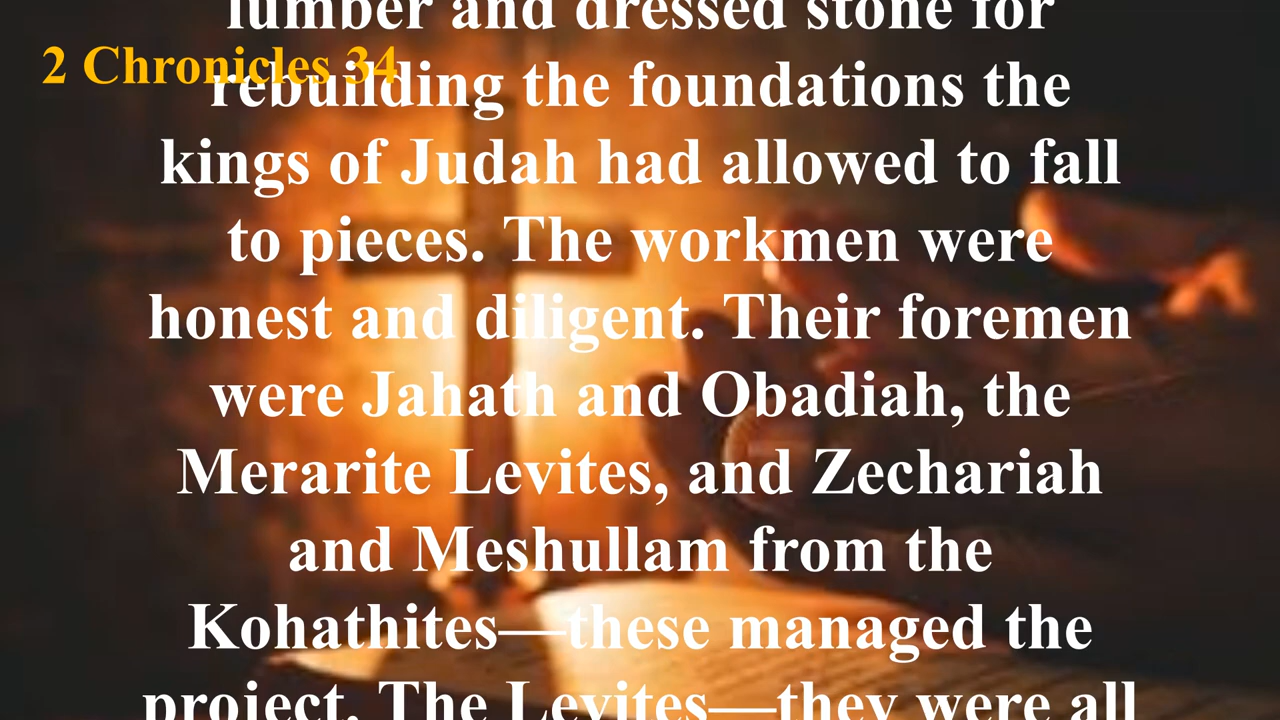 lumber and dressed stone for
2 Chronicles 34
rebuilding the foundations the
kings of Judah had allowed to fall
to pieces. The workmen were
honest and diligent. Their foremen
were Jahath and Obadiah, the
Merarite Levites, and Zechariah
and Meshullam from the
Kohathites—these managed the
project. The Levites—they were all